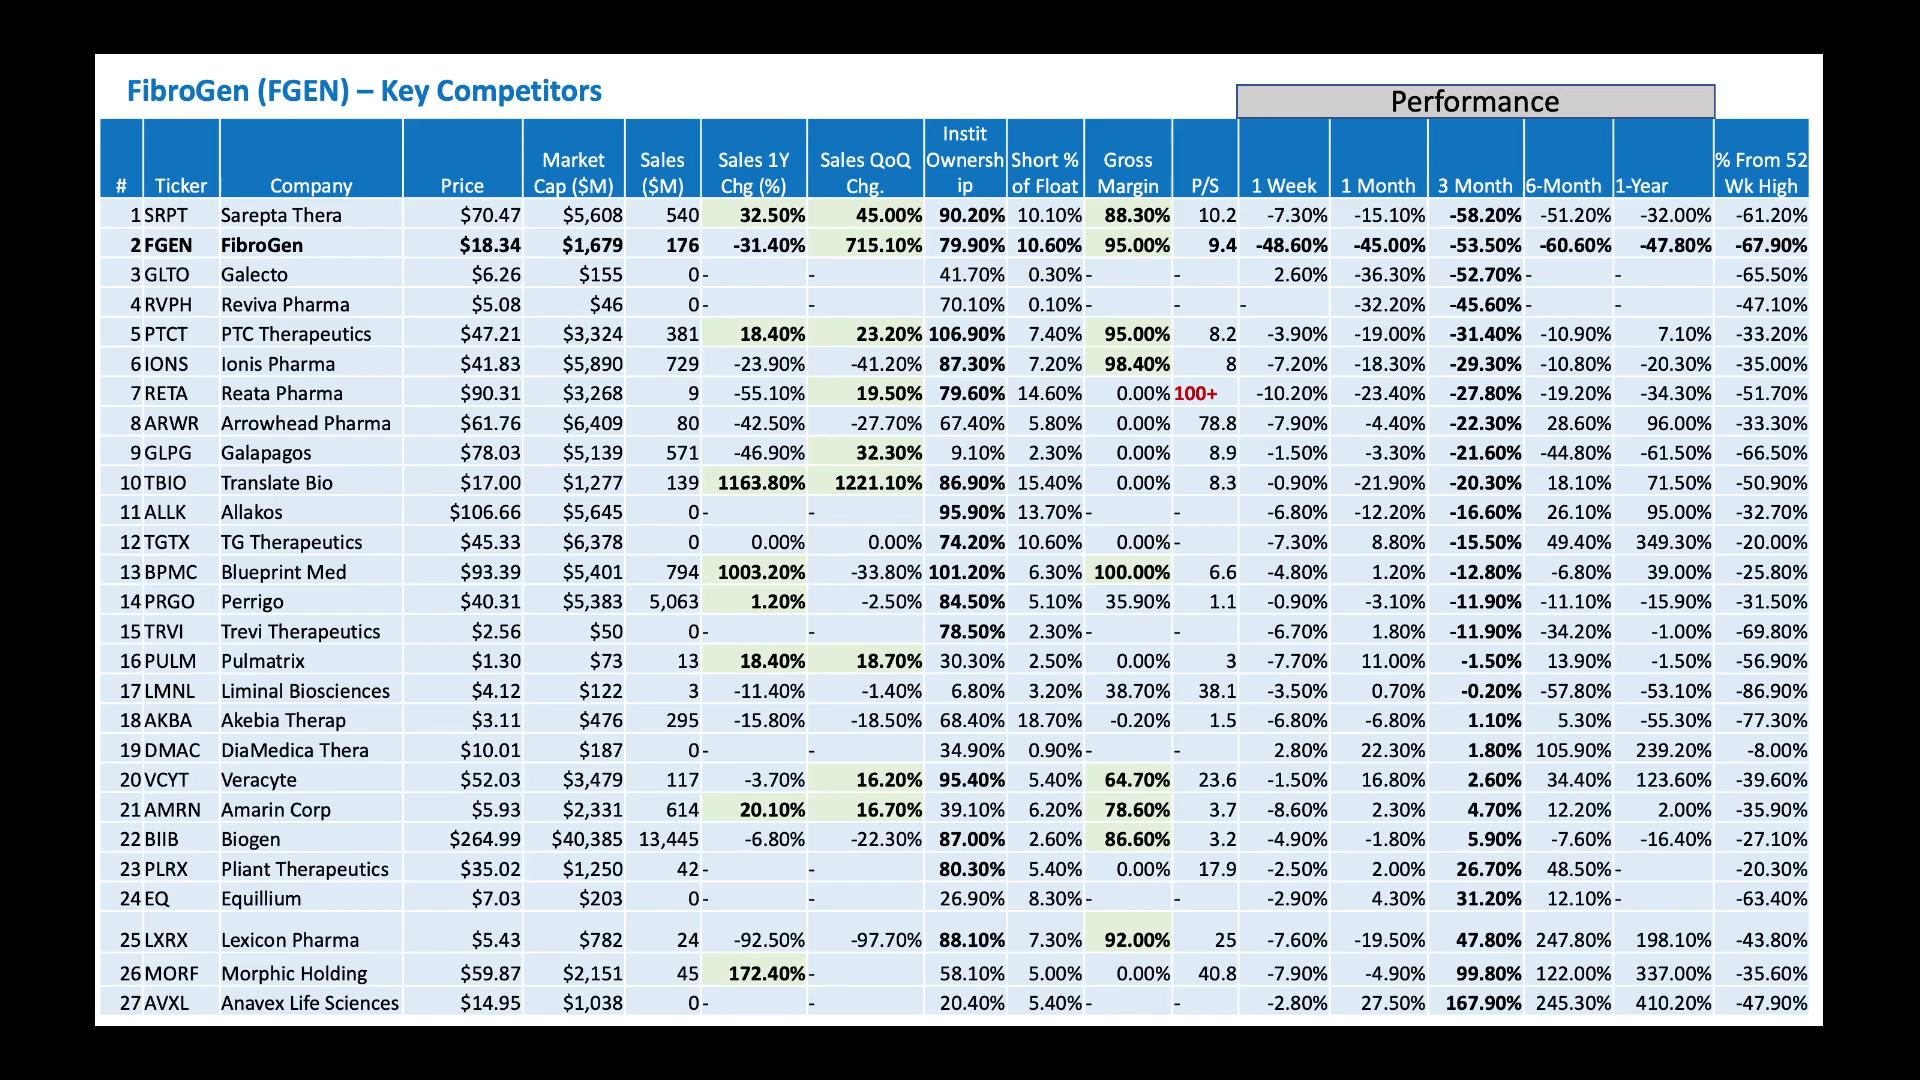 FibroGen (FGEN) – Key Competitors
Performance
# Ticker Company Price Market Cap ($M) Sales ($M) Sales 1Y Chg (%) Sales QoQ Chg. Instit Ownersh ip Short % of Float Gross Margin P/S 1 Week 1 Month 3 Month 6-Month 1-Year % From 52 Wk High
1 SRPT Sarepta Thera $70.47 $5,608 540 32.50% 45.00% 90.20% 10.10% 88.30% 10.2 -7.30% -15.10% -58.20% -51.20% -32.00% -61.20%
2 FGEN FibroGen $18.34 $1,679 176 -31.40% 715.10% 79.90% 10.60% 95.00% 9.4 -48.60% -45.00% -53.50% -60.60% -47.80% -67.90%
3 GLTO Galecto $6.26 $155 0 - - 41.70% 0.30% - - 2.60% -36.30% -52.70% - - -65.50%
4 RVPH Reviva Pharma $5.08 $46 0 - - 70.10% 0.10% - - - -32.20% -45.60% - - -47.10%
5 PTCT PTC Therapeutics $47.21 $3,324 381 18.40% 23.20% 106.90% 7.40% 95.00% 8.2 -3.90% -19.00% -31.40% -10.90% 7.10% -33.20%
6 IONS Ionis Pharma $41.83 $5,890 729 -23.90% -41.20% 87.30% 7.20% 98.40% 8 -7.20% -18.30% -29.30% -10.80% -20.30% -35.00%
7 RETA Reata Pharma $90.31 $3,268 9 -55.10% 19.50% 79.60% 14.60% 0.00% 100+ -10.20% -23.40% -27.80% -19.20% -34.30% -51.70%
8 ARWR Arrowhead Pharma $61.76 $6,409 80 -42.50% -27.70% 67.40% 5.80% 0.00% 78.8 -7.90% -4.40% -22.30% 28.60% 96.00% -33.30%
9 GLPG Galapagos $78.03 $5,139 571 -46.90% 32.30% 9.10% 2.30% 0.00% 8.9 -1.50% -3.30% -21.60% -44.80% -61.50% -66.50%
10 TBIO Translate Bio $17.00 $1,277 139 1163.80% 1221.10% 86.90% 15.40% 0.00% 8.3 -0.90% -21.90% -20.30% 18.10% 71.50% -50.90%
11 ALLK Allakos $106.66 $5,645 0 - - 95.90% 13.70% - - -6.80% -12.20% -16.60% 26.10% 95.00% -32.70%
12 TGTX TG Therapeutics $45.33 $6,378 0 0.00% 0.00% 74.20% 10.60% 0.00% - -7.30% 8.80% -15.50% 49.40% 349.30% -20.00%
13 BPMC Blueprint Med $93.39 $5,401 794 1003.20% -33.80% 101.20% 6.30% 100.00% 6.6 -4.80% 1.20% -12.80% -6.80% 39.00% -25.80%
14 PRGO Perrigo $40.31 $5,383 5,063 1.20% -2.50% 84.50% 5.10% 35.90% 1.1 -0.90% -3.10% -11.90% -11.10% -15.90% -31.50%
15 TRVI Trevi Therapeutics $2.56 $50 0 - - 78.50% 2.30% - - -6.70% 1.80% -11.90% -34.20% -1.00% -69.80%
16 PULM Pulmatrix $1.30 $73 13 18.40% 18.70% 30.30% 2.50% 0.00% 3 -7.70% 11.00% -1.50% 13.90% -1.50% -56.90%
17 LMNL Liminal Biosciences $4.12 $122 3 -11.40% -1.40% 6.80% 3.20% 38.70% 38.1 -3.50% 0.70% -0.20% -57.80% -53.10% -86.90%
18 AKBA Akebia Therap $3.11 $476 295 -15.80% -18.50% 68.40% 18.70% -0.20% 1.5 -6.80% -6.80% 1.10% 5.30% -55.30% -77.30%
19 DMAC DiaMedica Thera $10.01 $187 0 - - 34.90% 0.90% - - 2.80% 22.30% 1.80% 105.90% 239.20% -8.00%
20 VCYT Veracyte $52.03 $3,479 117 -3.70% 16.20% 95.40% 5.40% 64.70% 23.6 -1.50% 16.80% 2.60% 34.40% 123.60% -39.60%
21 AMRN Amarin Corp $5.93 $2,331 614 20.10% 16.70% 39.10% 6.20% 78.60% 3.7 -8.60% 2.30% 4.70% 12.20% 2.00% -35.90%
22 BIIB Biogen $264.99 $40,385 13,445 -6.80% -22.30% 87.00% 2.60% 86.60% 3.2 -4.90% -1.80% 5.90% -7.60% -16.40% -27.10%
23 PLRX Pliant Therapeutics $35.02 $1,250 42 - - 80.30% 5.40% 0.00% 17.9 -2.50% 2.00% 26.70% 48.50% - -20.30%
24 EQ Equillium $7.03 $203 0 - - 26.90% 8.30% - - -2.90% 4.30% 31.20% 12.10% - -63.40%
25 LXRX Lexicon Pharma $5.43 $782 24 -92.50% -97.70% 88.10% 7.30% 92.00% 25 -7.60% -19.50% 47.80% 247.80% 198.10% -43.80%
26 MORF Morphic Holding $59.87 $2,151 45 172.40% - 58.10% 5.00% 0.00% 40.8 -7.90% -4.90% 99.80% 122.00% 337.00% -35.60%
27 AVXL Anavex Life Sciences $14.95 $1,038 0 - - 20.40% 5.40% - - -2.80% 27.50% 167.90% 245.30% 410.20% -47.90%